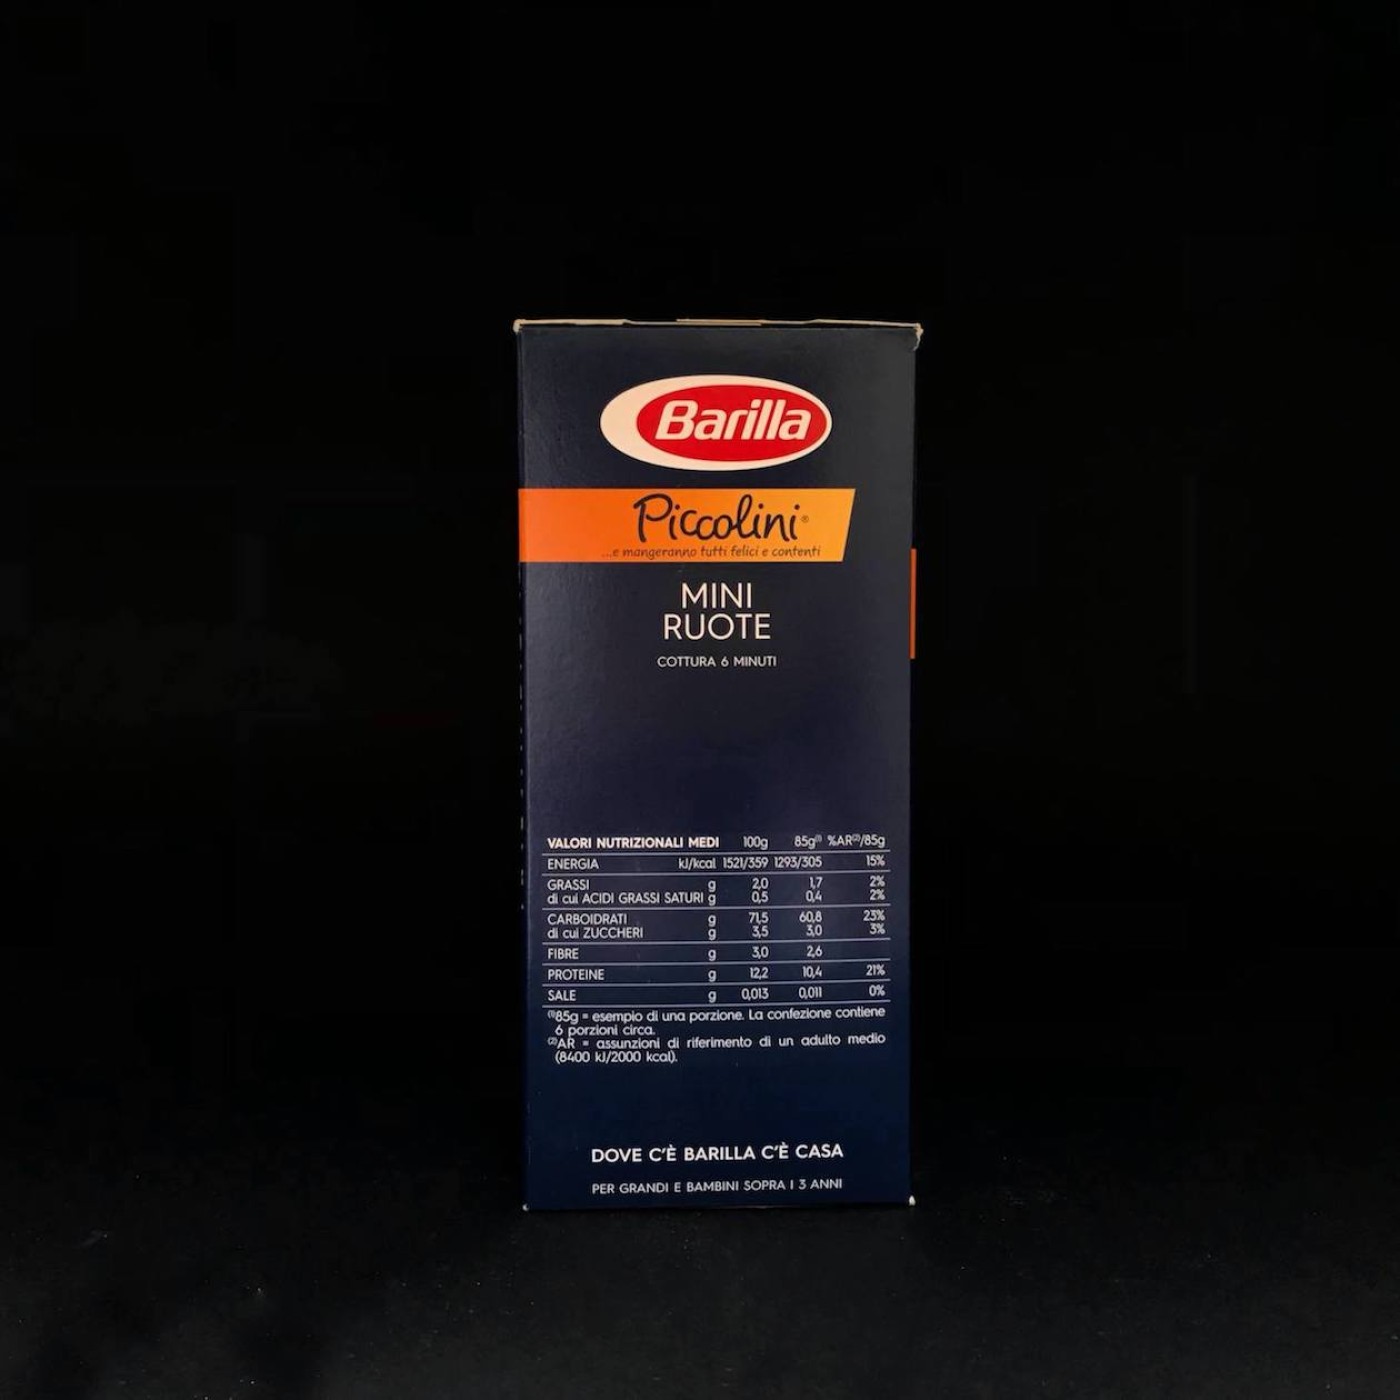 Barilla
Piccolini®
...e mangeranno tutti felici e contenti
MINI
RUOTE
COTTURA 6 MINUTI
VALORI NUTRIZIONALI MEDI 100g 85g(1) %AR(2)/85g
ENERGIA kJ/kcal 1521/359 1293/305 15%
GRASSI g 2,0 1,7 2%
di cui ACIDI GRASSI SATURI g 0,5 0,4 2%
CARBOIDRATI g 71,5 60,8 23%
di cui ZUCCHERI g 3,5 3,0 3%
FIBRE g 3,0 2,6
PROTEINE g 12,2 10,4 21%
SALE g 0,013 0,011 0%
(1)85g = esempio di una porzione. La confezione contiene
6 porzioni circa.
(2)AR = assunzioni di riferimento di un adulto medio
(8400 kJ/2000 kcal).
DOVE C'È BARILLA C'È CASA
PER GRANDI E BAMBINI SOPRA I 3 ANNI